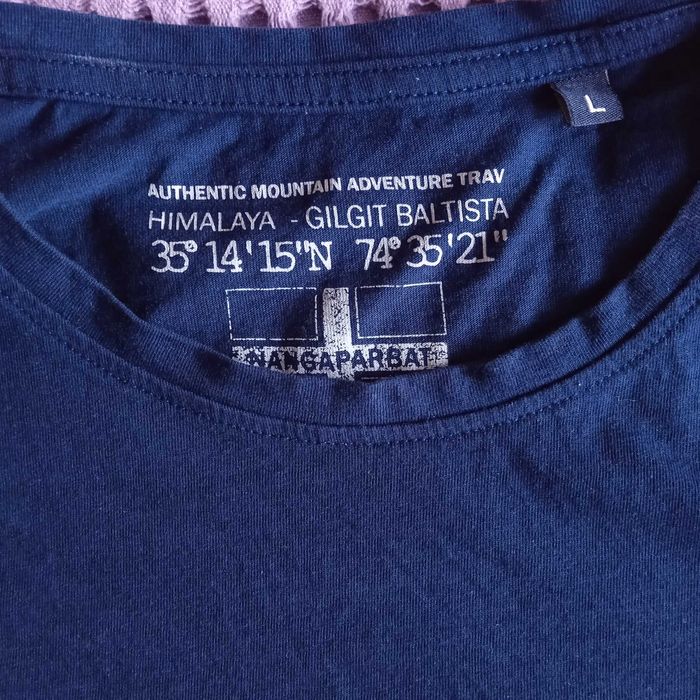 L
AUTHENTIC MOUNTAIN ADVENTURE TRAV
HIMALAYA - GILGIT BALTISTA
35° 14'15"N 74° 35'21"
NANGAPARBAT